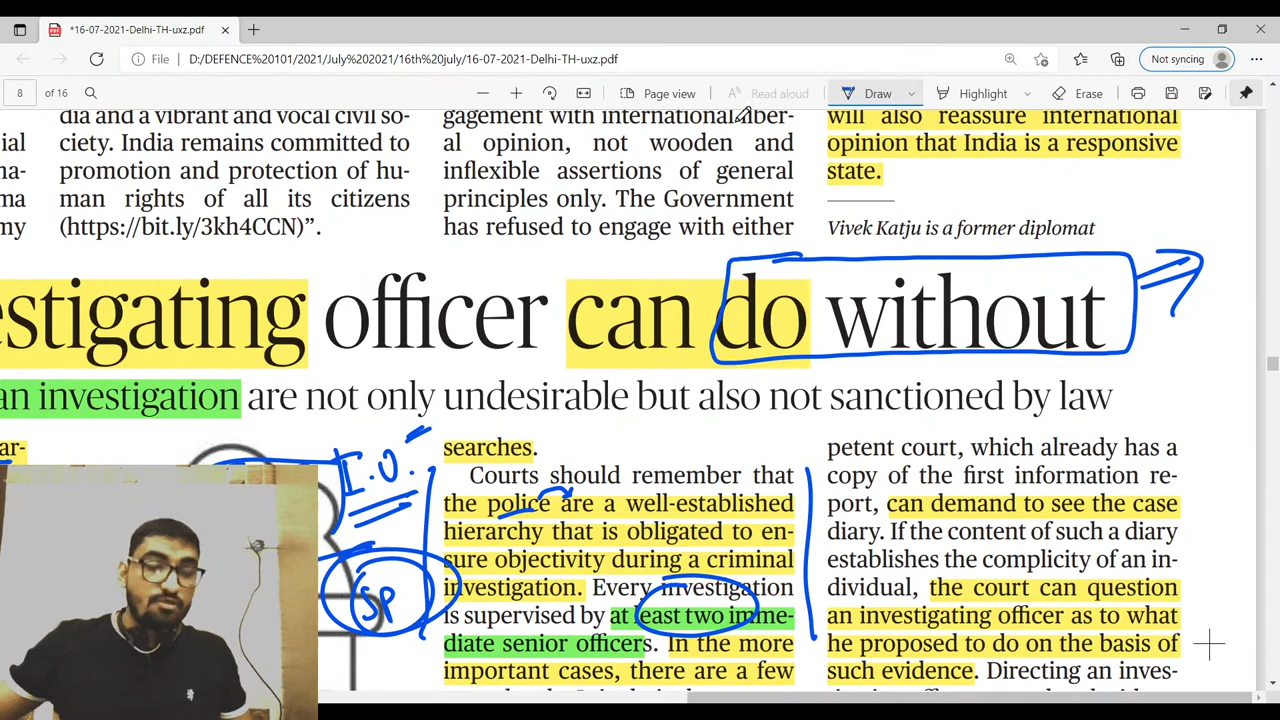 *16-07-2021-Delhi-TH-uxz.pdf
File
D:/DEFENCE%20101/2021/July%202021/16th%20july/16-07-2021-Delhi-TH-uxz.pdf
Not syncing
8 of 16
Page view
Read aloud
Draw
Highlight
Erase
ial
ma-
ma
my
dia and a vibrant and vocal civil so-
ciety. India remains committed to
promotion and protection of hu-
man rights of all its citizens
(https://bit.ly/3kh4CCN)”.
gagement with international liber-
al opinion, not wooden and
inflexible assertions of general
principles only. The Government
has refused to engage with either
will also reassure international
opinion that India is a responsive
state.
Vivek Katju is a former diplomat
estigating officer can do without
an investigation are not only undesirable but also not sanctioned by law
ar-
I.O.
SP
searches.
Courts should remember that
the police are a well-established
hierarchy that is obligated to en-
sure objectivity during a criminal
investigation. Every investigation
is supervised by at least two imme-
diate senior officers. In the more
important cases, there are a few
petent court, which already has a
copy of the first information re-
port, can demand to see the case
diary. If the content of such a diary
establishes the complicity of an in-
dividual, the court can question
an investigating officer as to what
he proposed to do on the basis of
such evidence. Directing an inves-